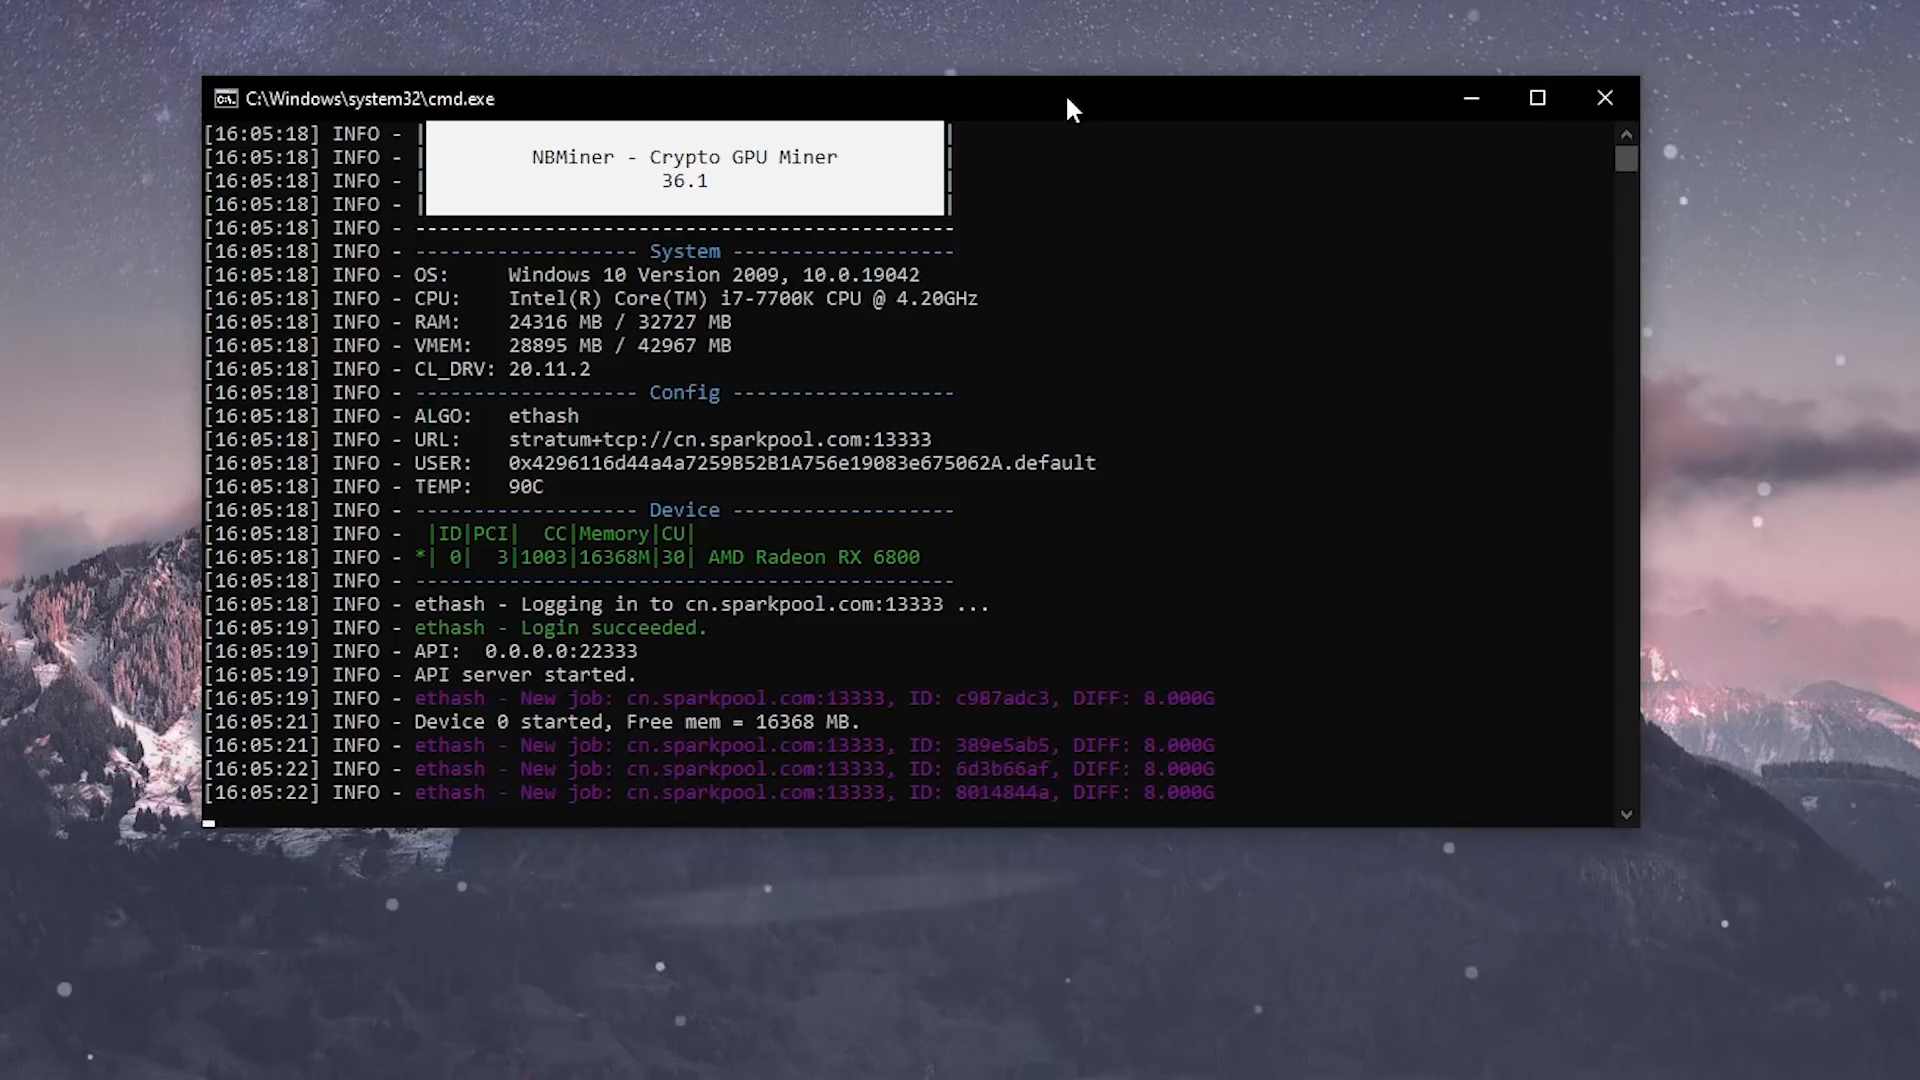 C:\Windows\system32\cmd.exe
[16:05:18] INFO - |
[16:05:18] INFO - | NBMiner - Crypto GPU Miner |
[16:05:18] INFO - | 36.1 |
[16:05:18] INFO - |
[16:05:18] INFO - ----------------------------------------------
[16:05:18] INFO - ------------------- System -------------------
[16:05:18] INFO - OS: Windows 10 Version 2009, 10.0.19042
[16:05:18] INFO - CPU: Intel(R) Core(TM) i7-7700K CPU @ 4.20GHz
[16:05:18] INFO - RAM: 24316 MB / 32727 MB
[16:05:18] INFO - VMEM: 28895 MB / 42967 MB
[16:05:18] INFO - CL_DRV: 20.11.2
[16:05:18] INFO - ------------------- Config -------------------
[16:05:18] INFO - ALGO: ethash
[16:05:18] INFO - URL: stratum+tcp://cn.sparkpool.com:13333
[16:05:18] INFO - USER: 0x4296116d44a4a7259B52B1A756e19083e675062A.default
[16:05:18] INFO - TEMP: 90C
[16:05:18] INFO - ------------------- Device -------------------
[16:05:18] INFO - |ID|PCI| CC|Memory|CU|
[16:05:18] INFO - *| 0| 3|1003|16368M|30| AMD Radeon RX 6800
[16:05:18] INFO - ----------------------------------------------
[16:05:18] INFO - ethash - Logging in to cn.sparkpool.com:13333 ...
[16:05:19] INFO - ethash - Login succeeded.
[16:05:19] INFO - API: 0.0.0.0:22333
[16:05:19] INFO - API server started.
[16:05:19] INFO - ethash - New job: cn.sparkpool.com:13333, ID: c987adc3, DIFF: 8.000G
[16:05:21] INFO - Device 0 started, Free mem = 16368 MB.
[16:05:21] INFO - ethash - New job: cn.sparkpool.com:13333, ID: 389e5ab5, DIFF: 8.000G
[16:05:22] INFO - ethash - New job: cn.sparkpool.com:13333, ID: 6d3b66af, DIFF: 8.000G
[16:05:22] INFO - ethash - New job: cn.sparkpool.com:13333, ID: 8014844a, DIFF: 8.000G